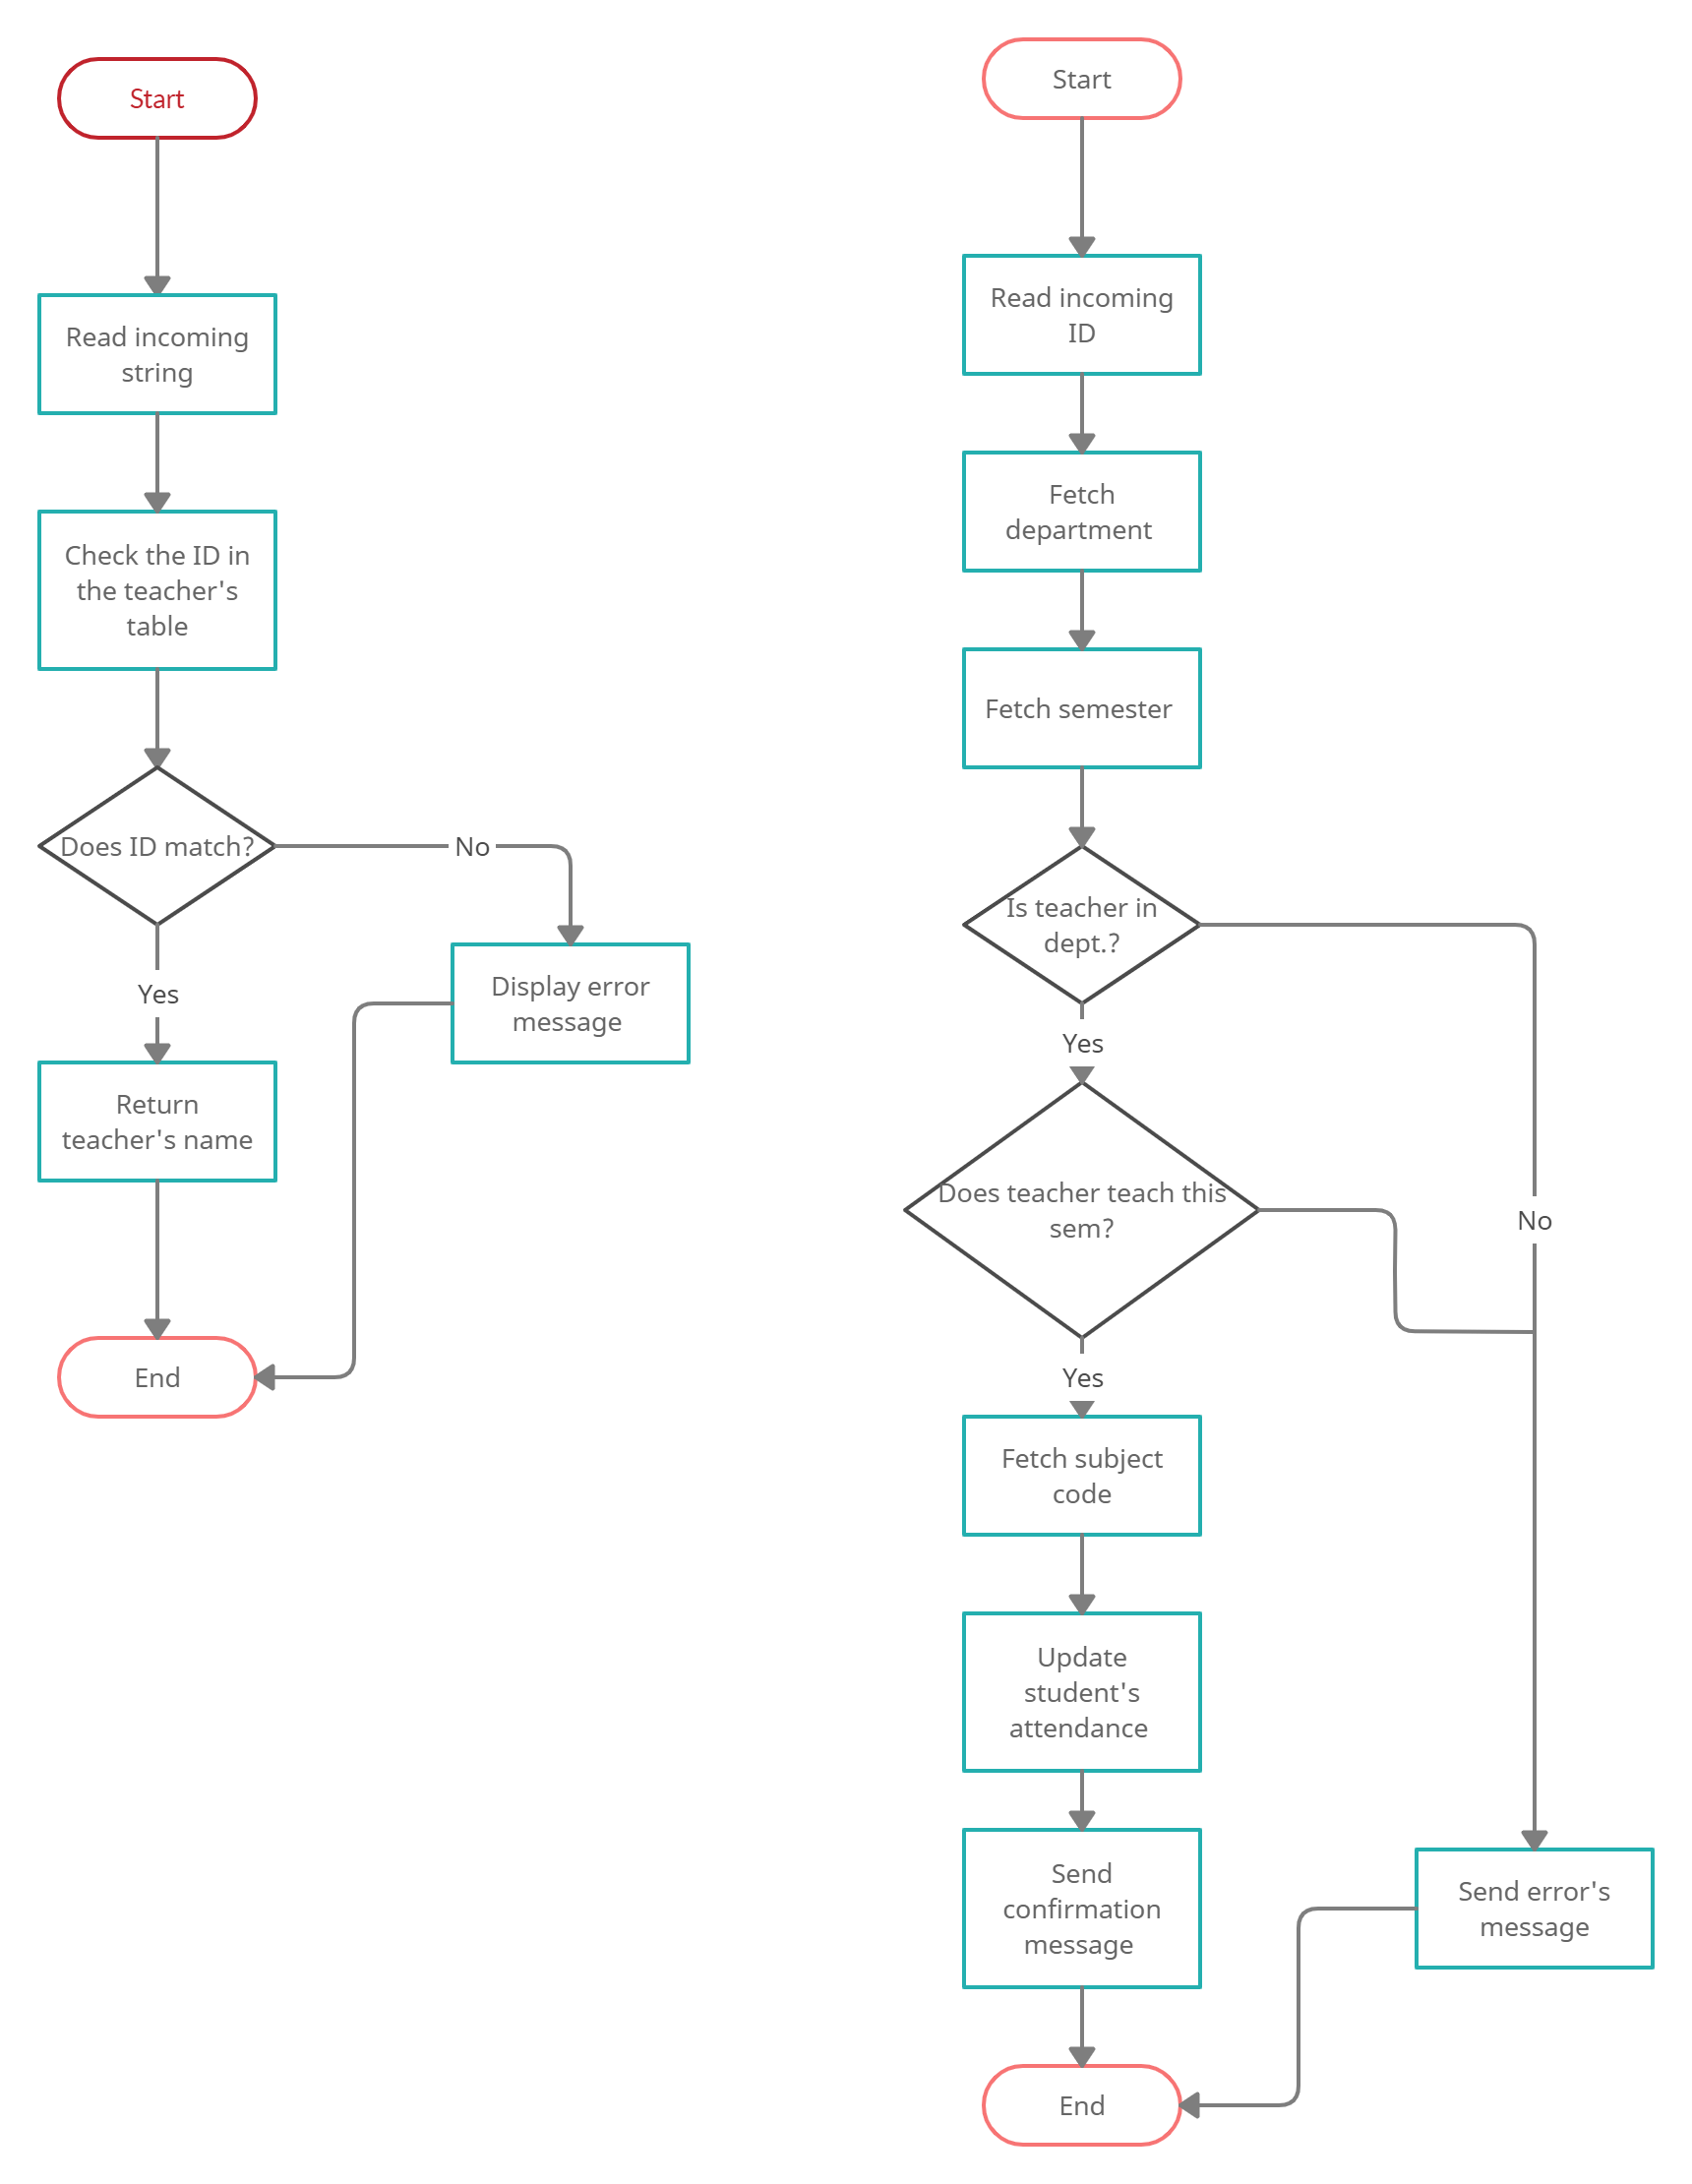 Start
Read incoming
string
Check the ID in
the teacher's
table
Does ID match?
No
Yes
Display error
message
Return
teacher's name
End
Start
Read incoming
ID
Fetch
department
Fetch semester
Is teacher in
dept.?
Yes
Does teacher teach this
sem?
No
Yes
Fetch subject
code
Update
student's
attendance
Send
confirmation
message
Send error's
message
End